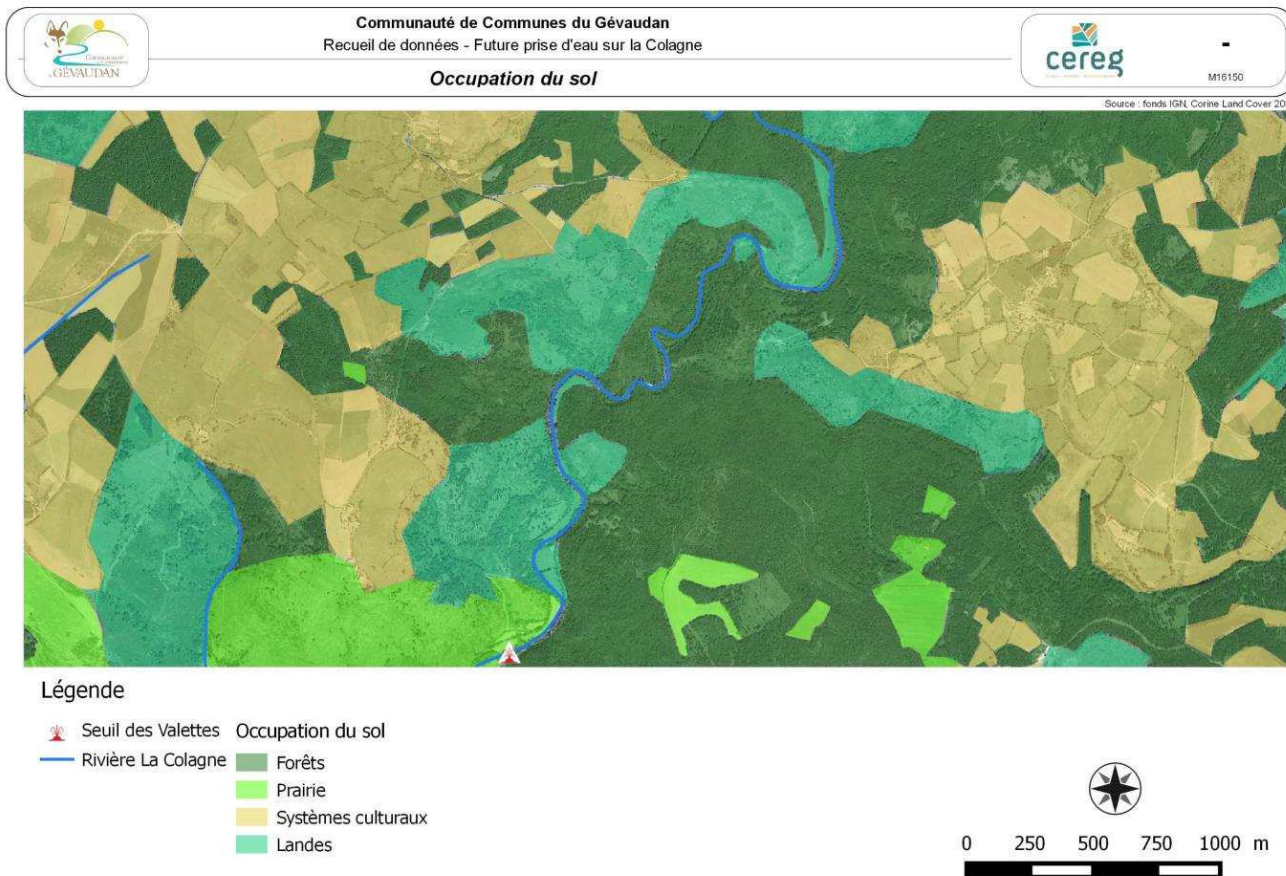 Communauté de Communes du Gévaudan
Recueil de données - Future prise d'eau sur la Colagne
Occupation du sol
GÉVAUDAN
cereg
-
M16150
Source : fonds IGN, Corine Land Cover 20
Légende
Seuil des Valettes
Rivière La Colagne
Occupation du sol
Forêts
Prairie
Systèmes culturaux
Landes
0 250 500 750 1000 m